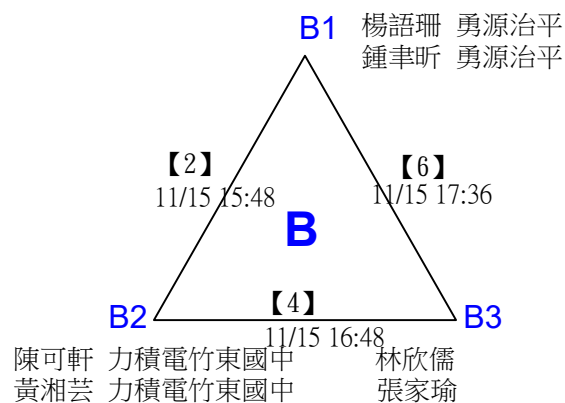 B1 楊語珊 勇源治平
鍾聿昕 勇源治平
【2】
11/15 15:48
【6】
11/15 17:36
B
【4】
11/15 16:48
B2
B3
陳可軒 力積電竹東國中 林欣儒
黃湘芸 力積電竹東國中 張家瑜